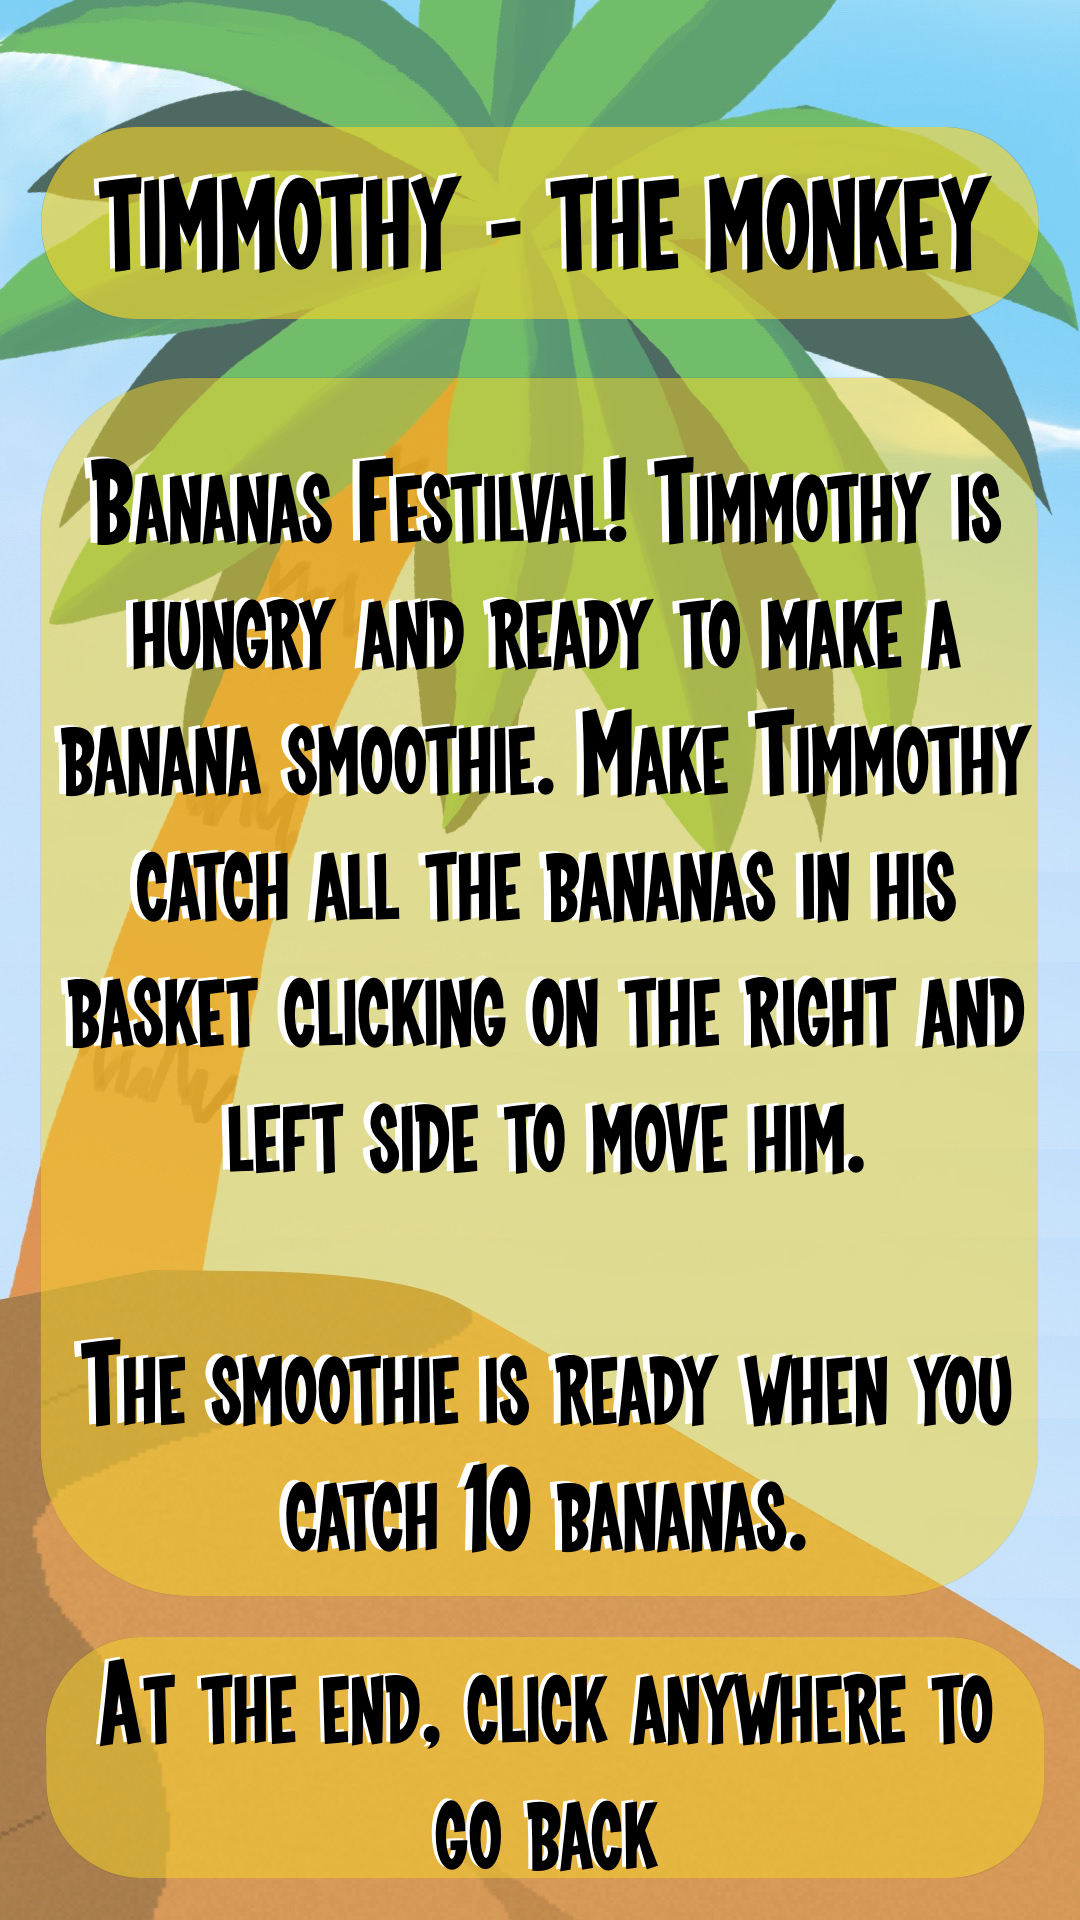 Timmothy - The Monkey
Bananas Festilval! Timmothy is
hungry and ready to make a
banana smoothie. Make Timmothy
catch all the bananas in his
basket clicking on the right and
left side to move him.
The smoothie is ready when you
catch 10 bananas.
At the end, click anywhere to
go back